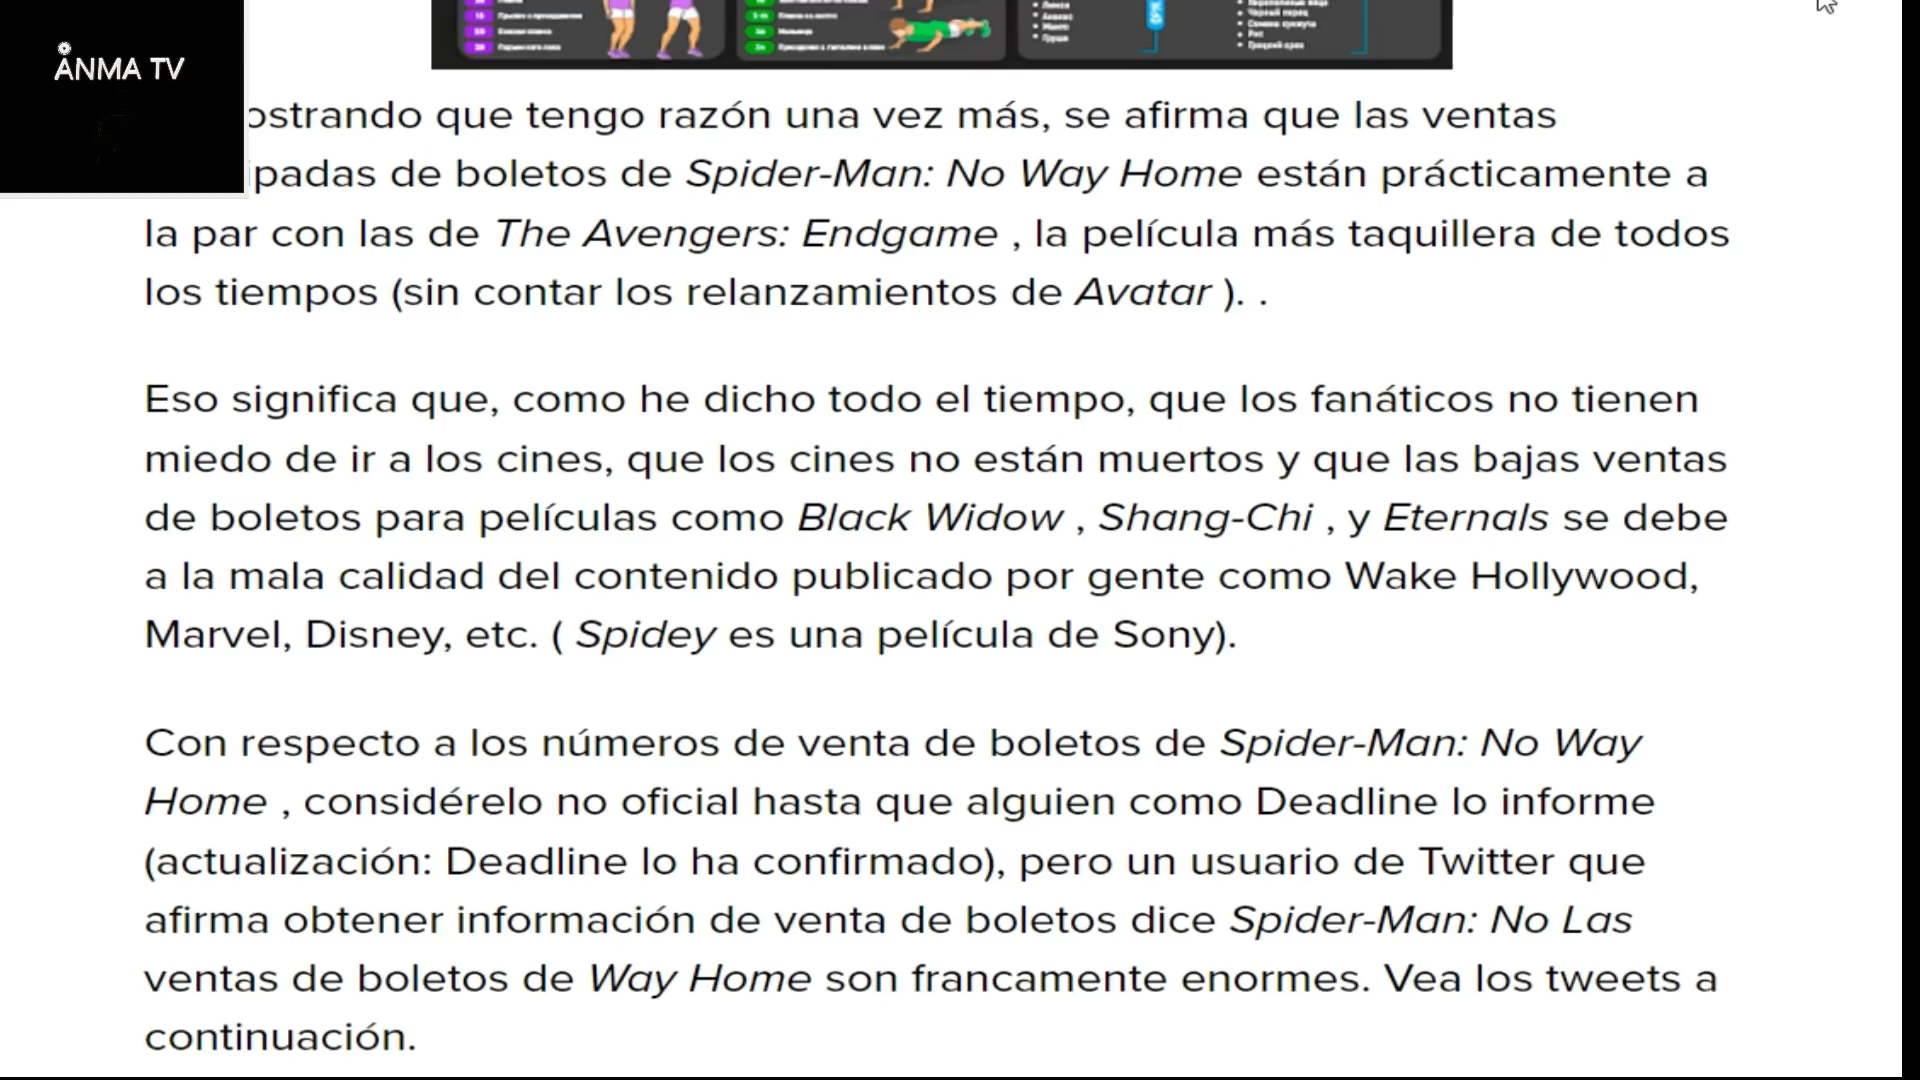 ANMA TV
ostrando que tengo razón una vez más, se afirma que las ventas
ipadas de boletos de Spider-Man: No Way Home están prácticamente a
la par con las de The Avengers: Endgame , la película más taquillera de todos
los tiempos (sin contar los relanzamientos de Avatar ). .
Eso significa que, como he dicho todo el tiempo, que los fanáticos no tienen
miedo de ir a los cines, que los cines no están muertos y que las bajas ventas
de boletos para películas como Black Widow , Shang-Chi , y Eternals se debe
a la mala calidad del contenido publicado por gente como Wake Hollywood,
Marvel, Disney, etc. ( Spidey es una película de Sony).
Con respecto a los números de venta de boletos de Spider-Man: No Way
Home , considérelo no oficial hasta que alguien como Deadline lo informe
(actualización: Deadline lo ha confirmado), pero un usuario de Twitter que
afirma obtener información de venta de boletos dice Spider-Man: No Las
ventas de boletos de Way Home son francamente enormes. Vea los tweets a
continuación.